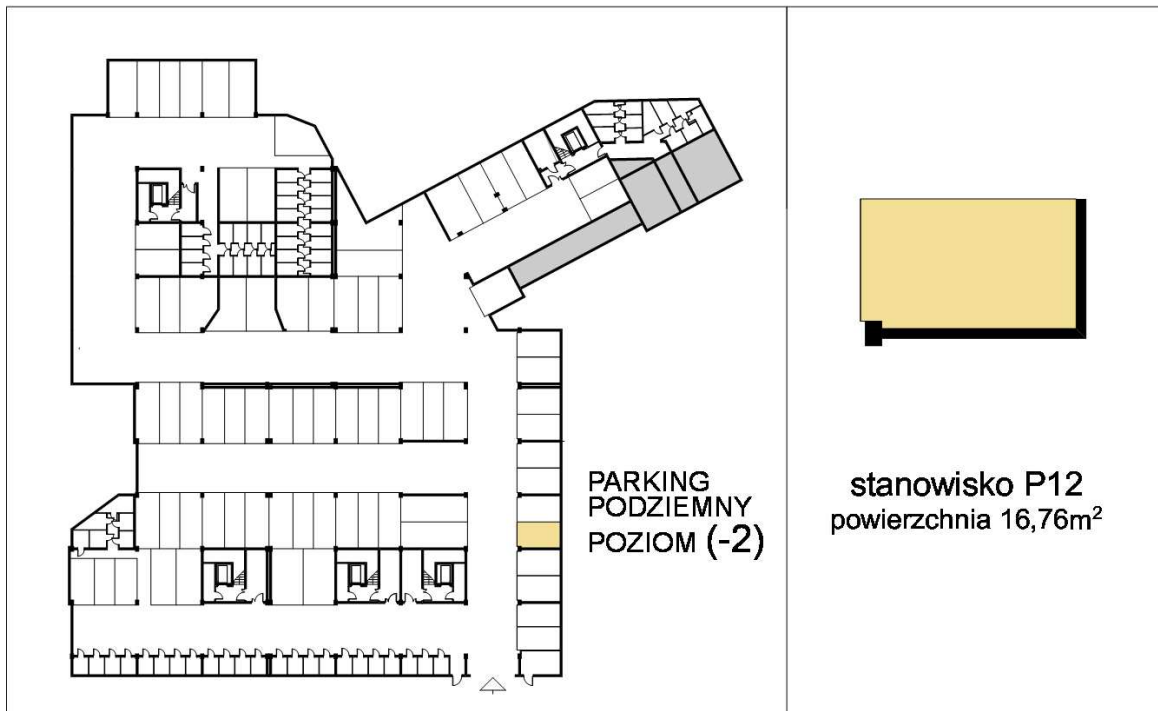 PARKING
PODZIEMNY
POZIOM (-2)
stanowisko P12
powierzchnia 16,76m²